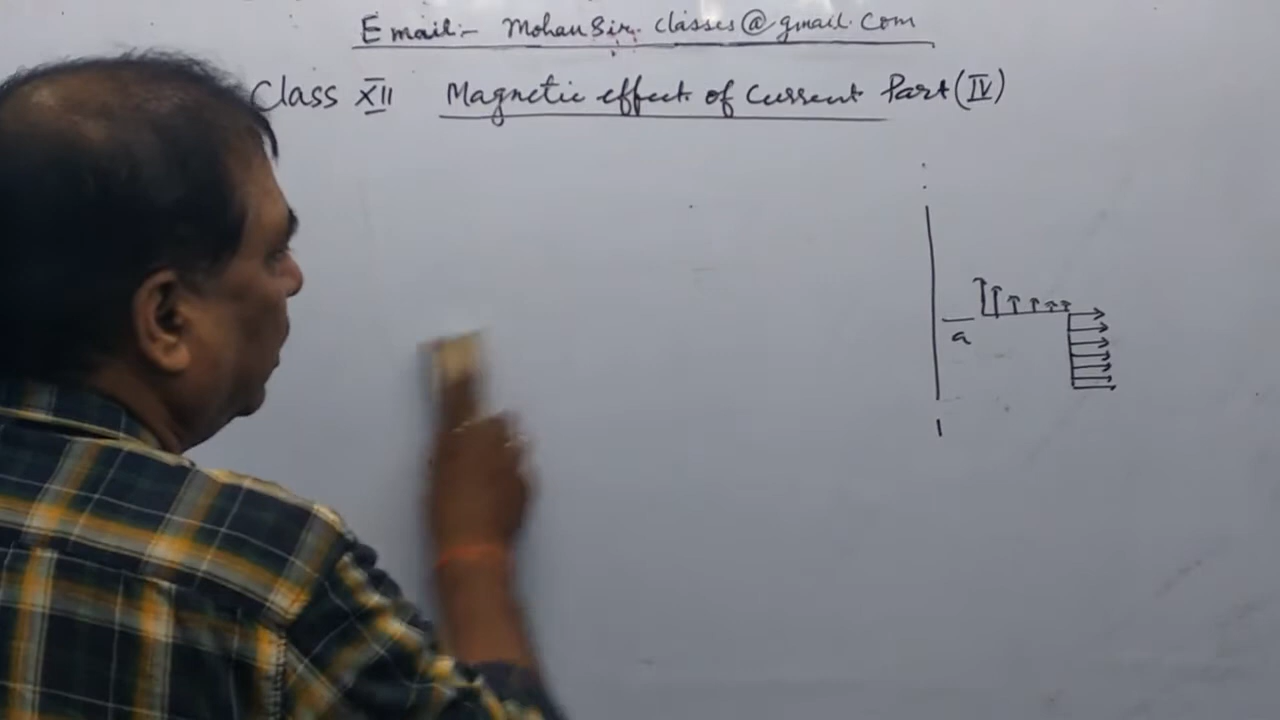 Email:- MohanSir.classes@gmail.com
Class XII Magnetic effect of Current Part (IV)
a